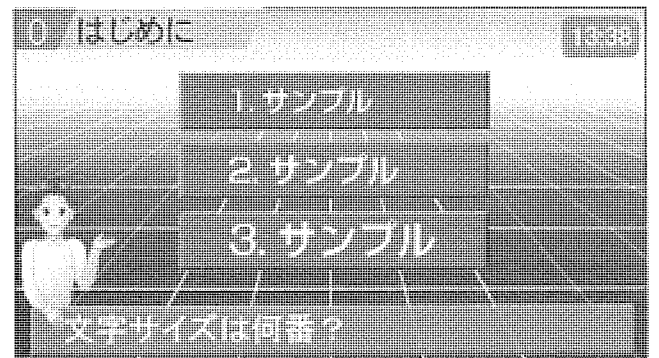 0. はじめに
13:38
1. サンプル
2. サンプル
3. サンプル
文字サイズは何番？